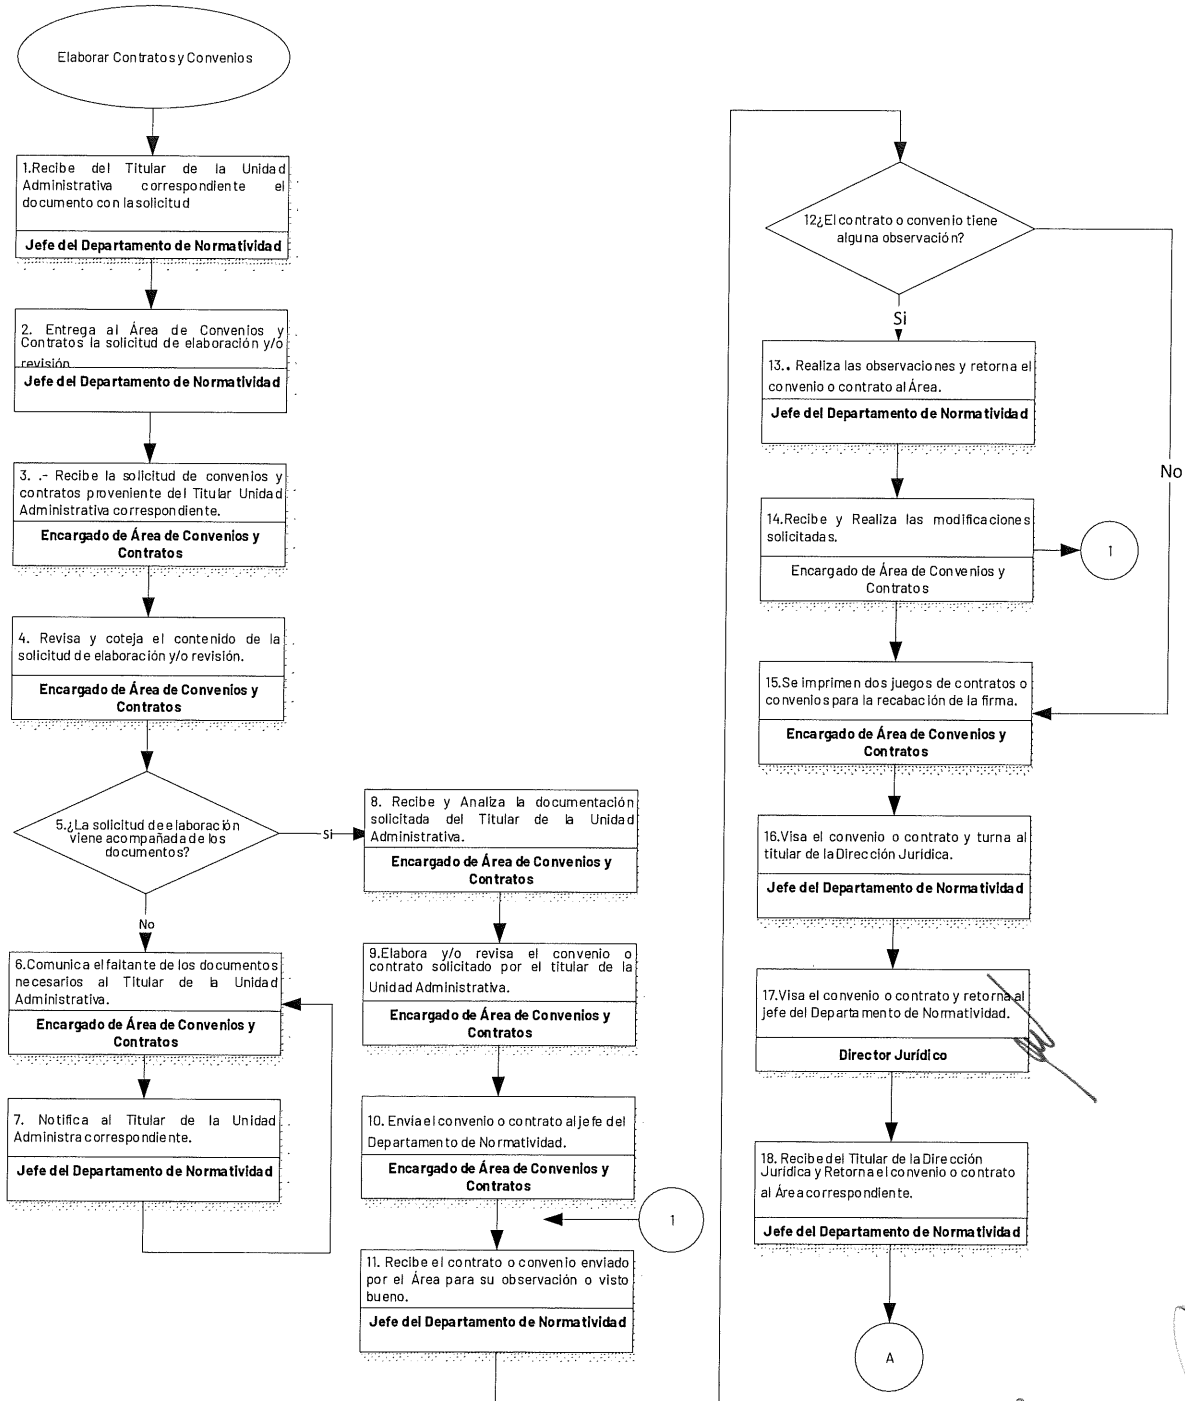 Elaborar Contratos y Convenios
1.Recibe del Titular de la Unidad
Administrativa correspondiente el
documento con la solicitud
Jefe del Departamento de Normatividad
2. Entrega al Área de Convenios y
Contratos la solicitud de elaboración y/o
revisión.
Jefe del Departamento de Normatividad
3. .- Recibe la solicitud de convenios y
contratos proveniente del Titular Unidad
Administrativa correspondiente.
Encargado de Área de Convenios y
Contratos
4. Revisa y coteja el contenido de la
solicitud de elaboración y/o revisión.
Encargado de Área de Convenios y
Contratos
5.¿La solicitud de elaboración
viene acompañada de los
documentos?
Si
No
6.Comunica el faltante de los documentos
necesarios al Titular de la Unidad
Administrativa.
Encargado de Área de Convenios y
Contratos
7. Notifica al Titular de la Unidad
Administra correspondiente.
Jefe del Departamento de Normatividad
8. Recibe y Analiza la documentación
solicitada del Titular de la Unidad
Administrativa.
Encargado de Área de Convenios y
Contratos
9.Elabora y/o revisa el convenio o
contrato solicitado por el titular de la
Unidad Administrativa.
Encargado de Área de Convenios y
Contratos
10. Envía el convenio o contrato al jefe del
Departamento de Normatividad.
Encargado de Área de Convenios y
Contratos
1
11. Recibe el contrato o convenio enviado
por el Área para su observación o visto
bueno.
Jefe del Departamento de Normatividad
12¿El contrato o convenio tiene
alguna observación?
Si
No
13.. Realiza las observaciones y retorna el
convenio o contrato al Área.
Jefe del Departamento de Normatividad
14.Recibe y Realiza las modificaciones
solicitadas.
Encargado de Área de Convenios y
Contratos
1
15.Se imprimen dos juegos de contratos o
convenios para la recabación de la firma.
Encargado de Área de Convenios y
Contratos
16.Visa el convenio o contrato y turna al
titular de la Dirección Jurídica.
Jefe del Departamento de Normatividad
17.Visa el convenio o contrato y retorna al
jefe del Departamento de Normatividad.
Director Jurídico
18. Recibe del Titular de la Dirección
Jurídica y Retorna el convenio o contrato
al Área correspondiente.
Jefe del Departamento de Normatividad
A